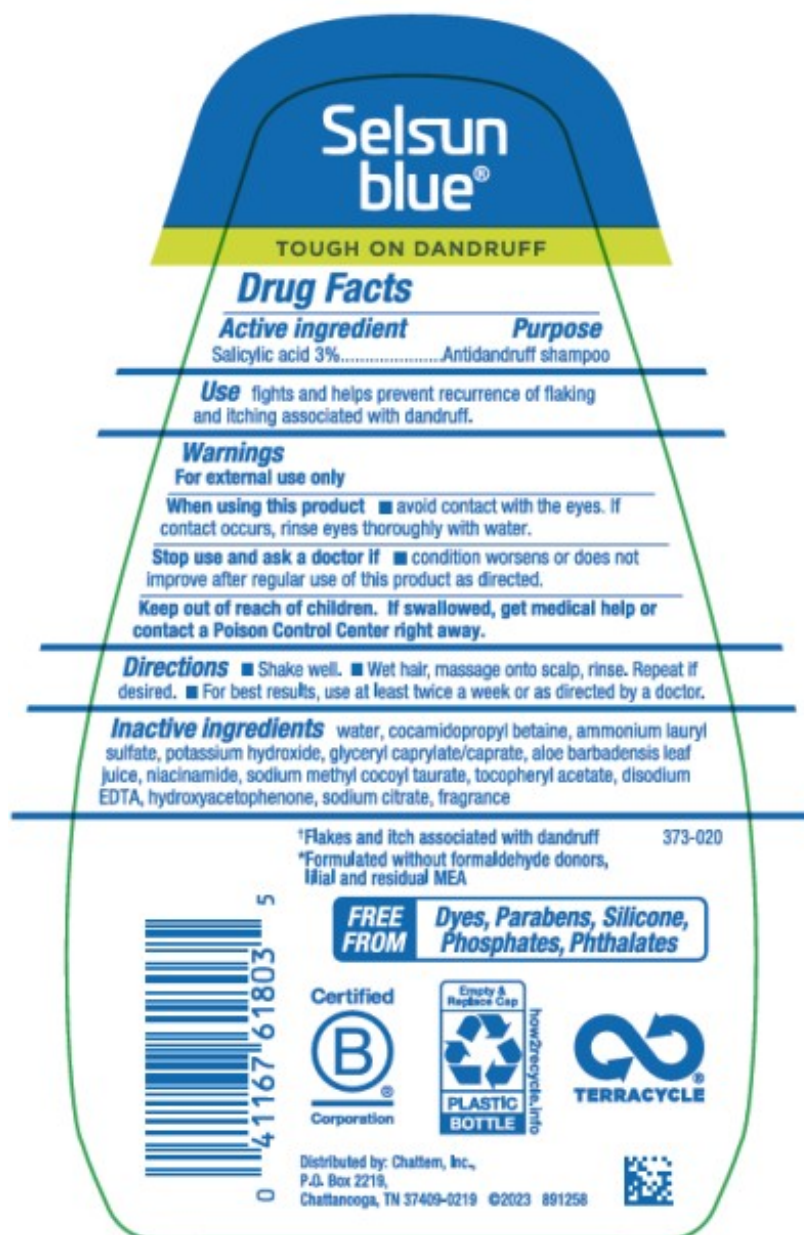 Selsun
blue®
TOUGH ON DANDRUFF
Drug Facts
Active ingredient Purpose
Salicylic acid 3%......................Antidandruff shampoo
Use fights and helps prevent recurrence of flaking
and itching associated with dandruff.
Warnings
For external use only
When using this product ■ avoid contact with the eyes. If
contact occurs, rinse eyes thoroughly with water.
Stop use and ask a doctor if ■ condition worsens or does not
improve after regular use of this product as directed.
Keep out of reach of children. If swallowed, get medical help or
contact a Poison Control Center right away.
Directions ■ Shake well. ■ Wet hair, massage onto scalp, rinse. Repeat if
desired. ■ For best results, use at least twice a week or as directed by a doctor.
Inactive ingredients water, cocamidopropyl betaine, ammonium lauryl
sulfate, potassium hydroxide, glyceryl caprylate/caprate, aloe barbadensis leaf
juice, niacinamide, sodium methyl cocoyl taurate, tocopheryl acetate, disodium
EDTA, hydroxyacetophenone, sodium citrate, fragrance
†Flakes and itch associated with dandruff 373-020
*Formulated without formaldehyde donors,
lilial and residual MEA
FREE
FROM
Dyes, Parabens, Silicone,
Phosphates, Phthalates
0 41167 61803 5
Certified
B®
Corporation
Empty &
Replace Cap
PLASTIC
BOTTLE
how2recycle.info
TERRACYCLE®
Distributed by: Chattem, Inc.,
P.O. Box 2219,
Chattanooga, TN 37409-0219 ©2023 891258